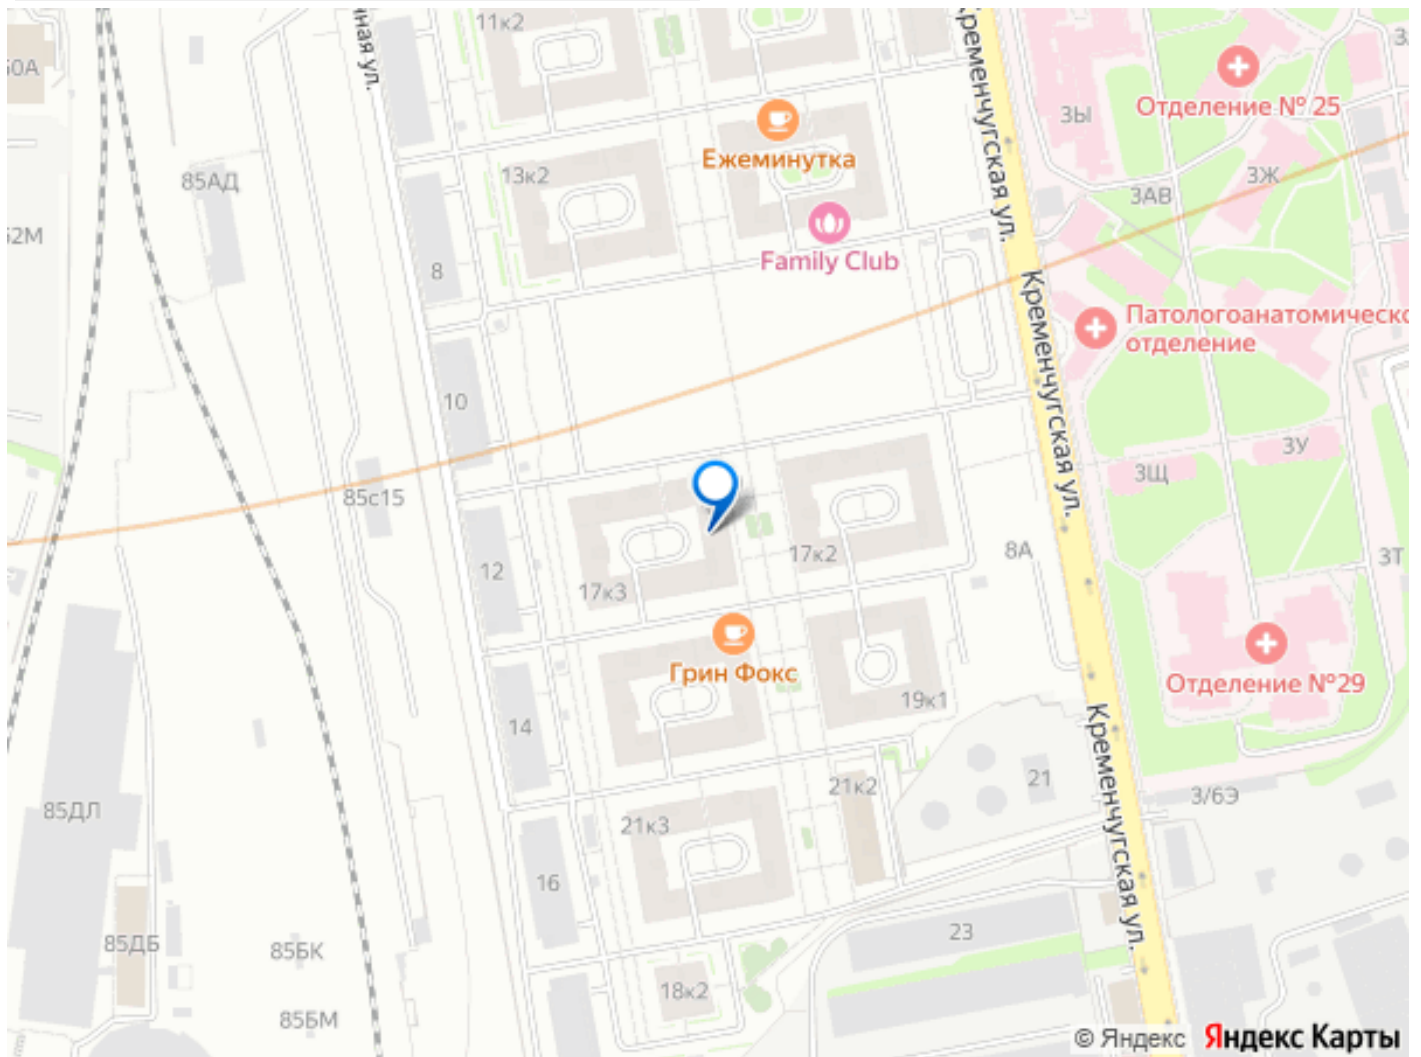 11к2
нная ул.
Кременчугская ул.
Отделение № 25
3Ы
Ежеминутка
13к2
85АД
3Ж
3АВ
8
Family Club
Кременчугская ул.
Патологоанатомическо
отделение
10
85с15
3У
3Щ
17к2
8А
3Т
12
17к3
Грин Фокс
Отделение №29
19к1
14
Кременчугская ул.
21к2
21
3/6Э
85ДЛ
21к3
16
23
85ДБ
85БК
18к2
85БМ
© Яндекс
Яндекс Карты